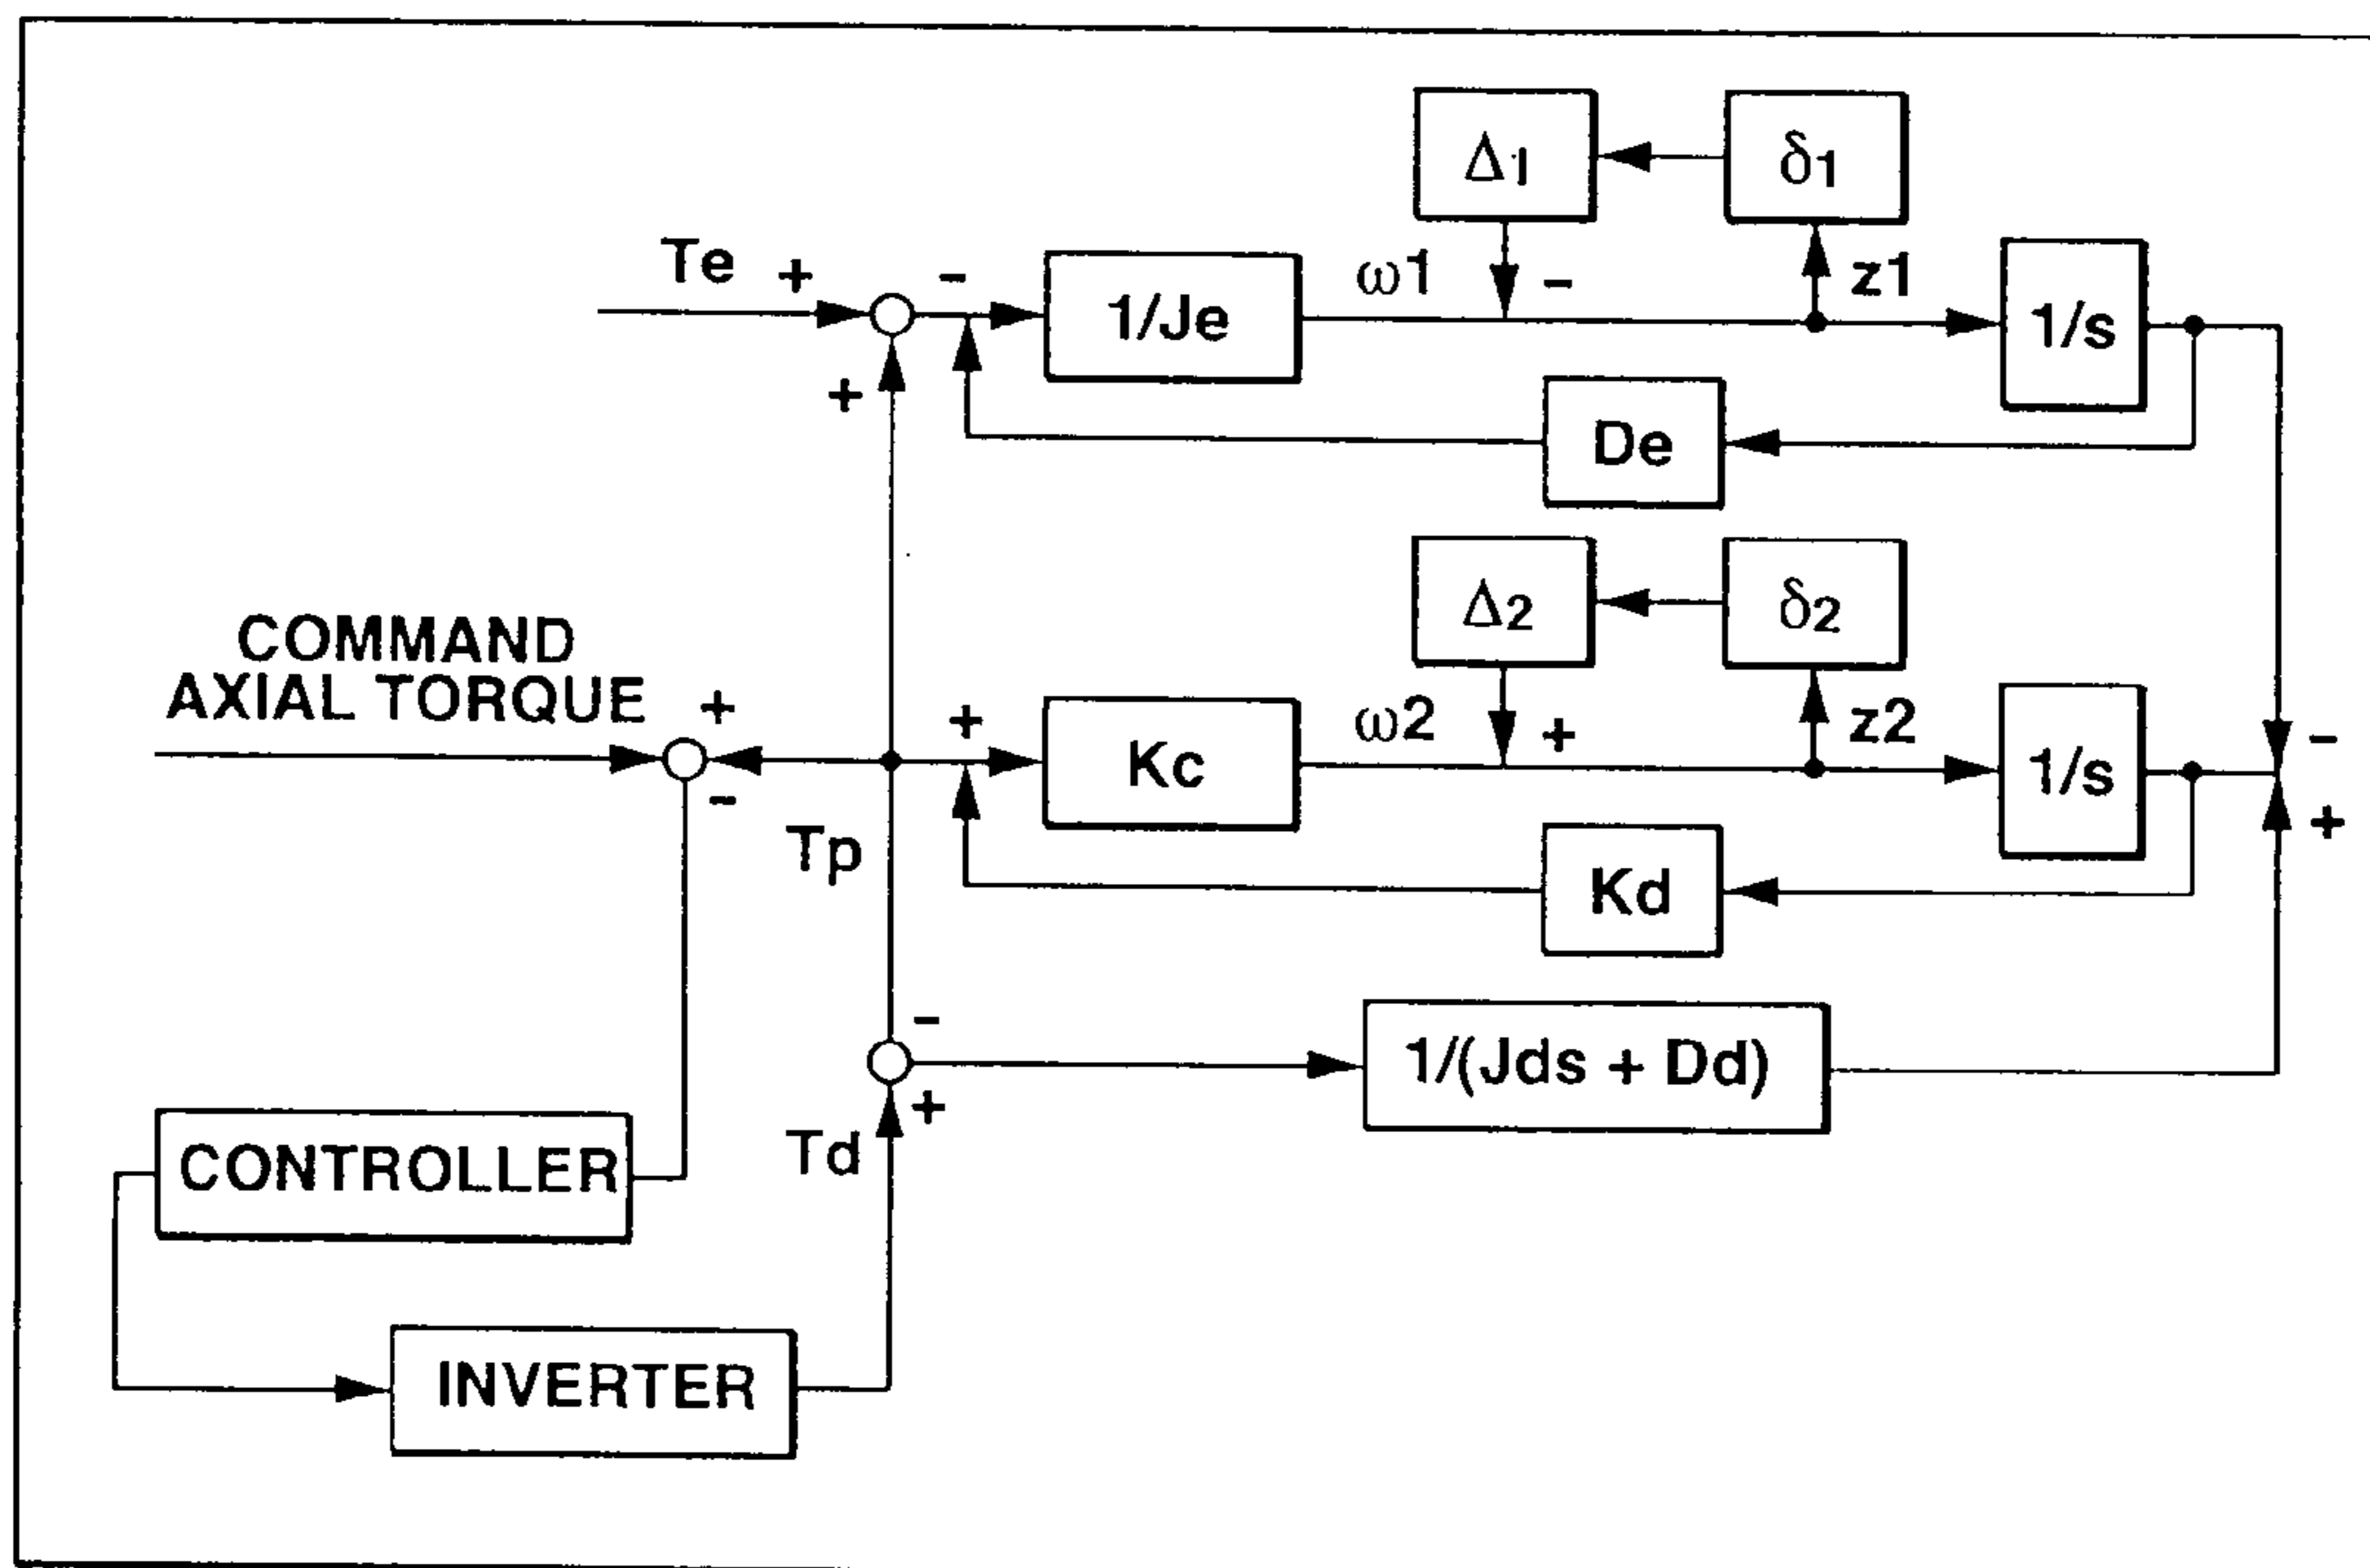 Δ1
δ1
Te
+
-
1/Je
ω1
-
z1
1/s
+
De
Δ2
δ2
COMMAND
AXIAL TORQUE
+
+
Kc
ω2
+
z2
1/s
-
-
+
Tp
Kd
-
1/(Jds + Dd)
+
Td
CONTROLLER
INVERTER